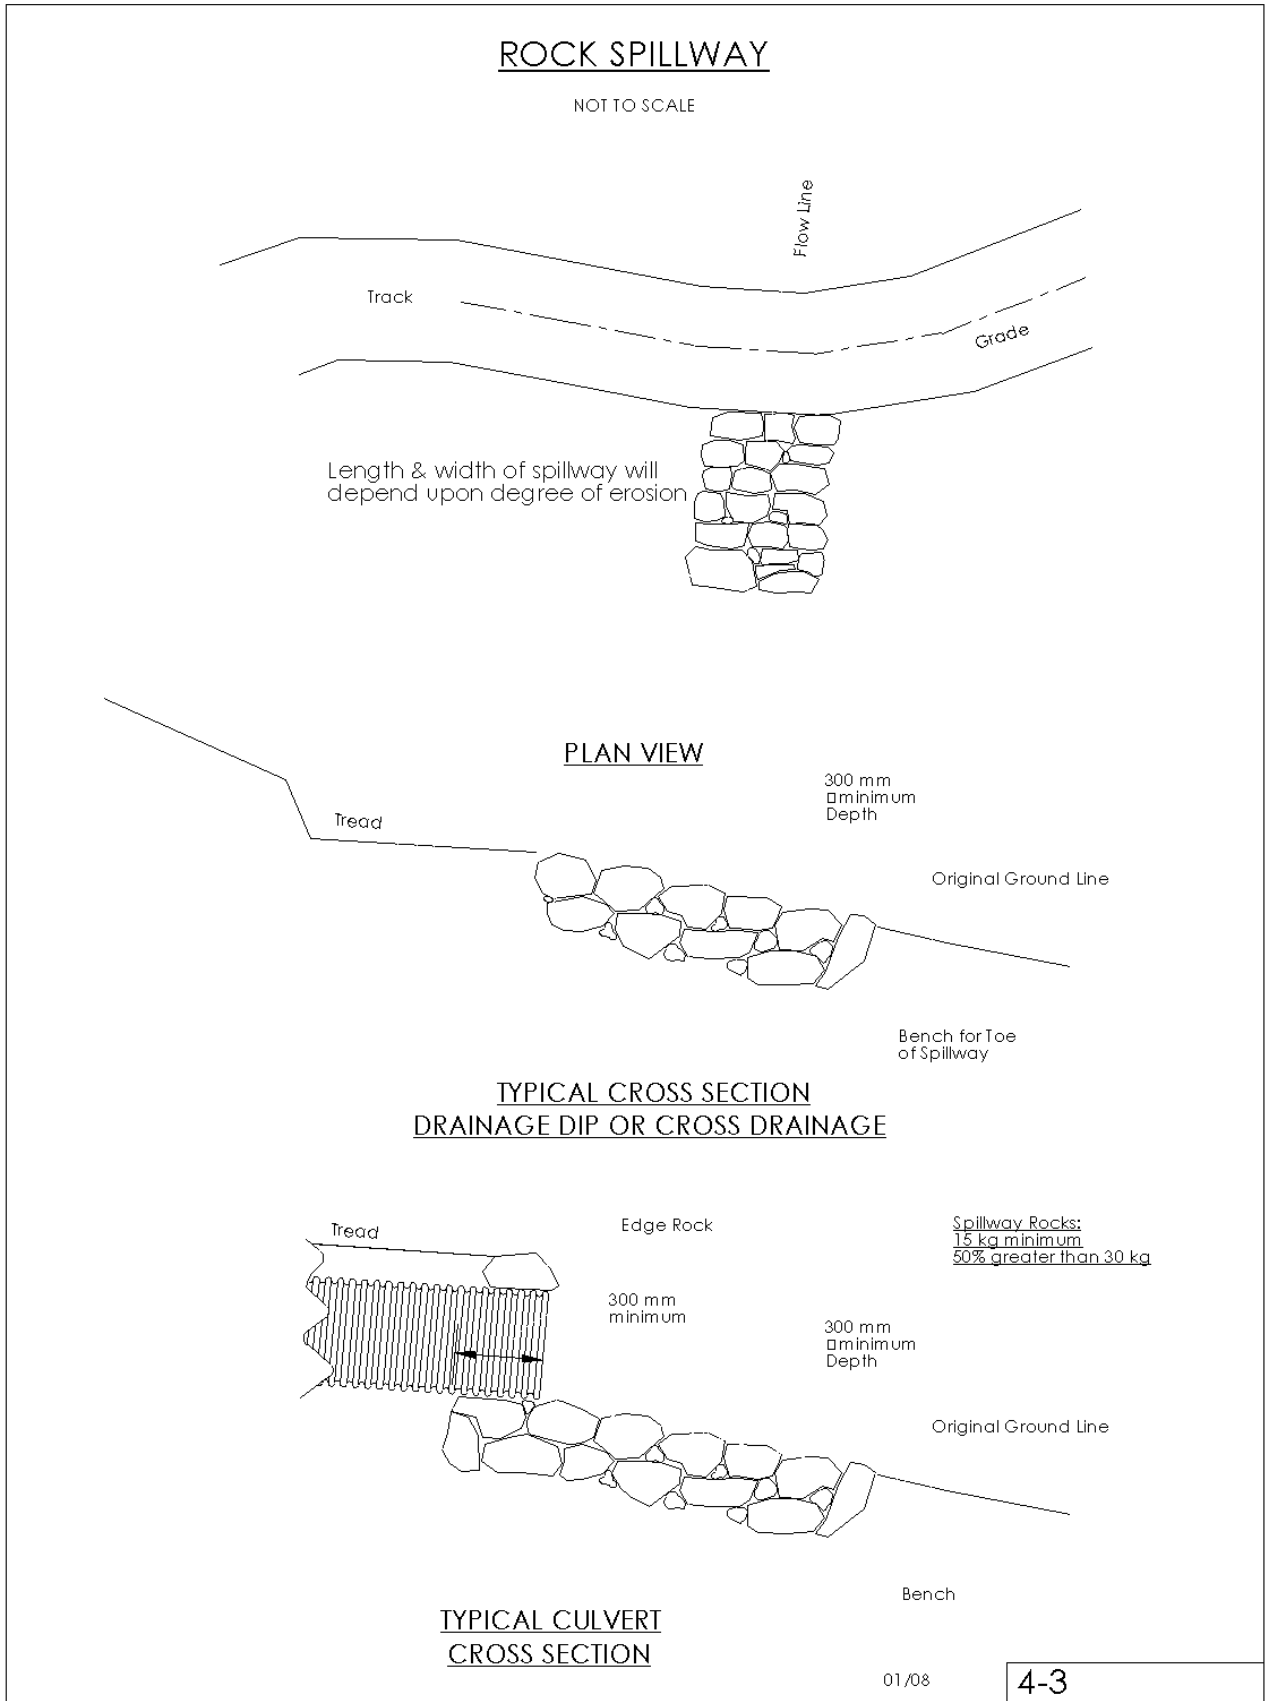 ROCK SPILLWAY
NOT TO SCALE
Flow Line
Track
Grade
Length & width of spillway will
depend upon degree of erosion
PLAN VIEW
300 mm
□minimum
Depth
Tread
Original Ground Line
Bench for Toe
of Spillway
TYPICAL CROSS SECTION
DRAINAGE DIP OR CROSS DRAINAGE
Tread
Edge Rock
Spillway Rocks:
15 kg minimum
50% greater than 30 kg
300 mm
minimum
300 mm
□minimum
Depth
Original Ground Line
Bench
TYPICAL CULVERT
CROSS SECTION
01/08
4-3